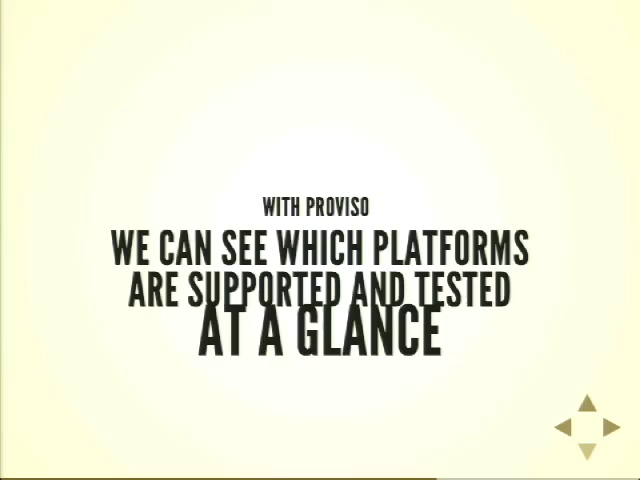 WITH PROVISO
WE CAN SEE WHICH PLATFORMS
ARE SUPPORTED AND TESTED
AT A GLANCE